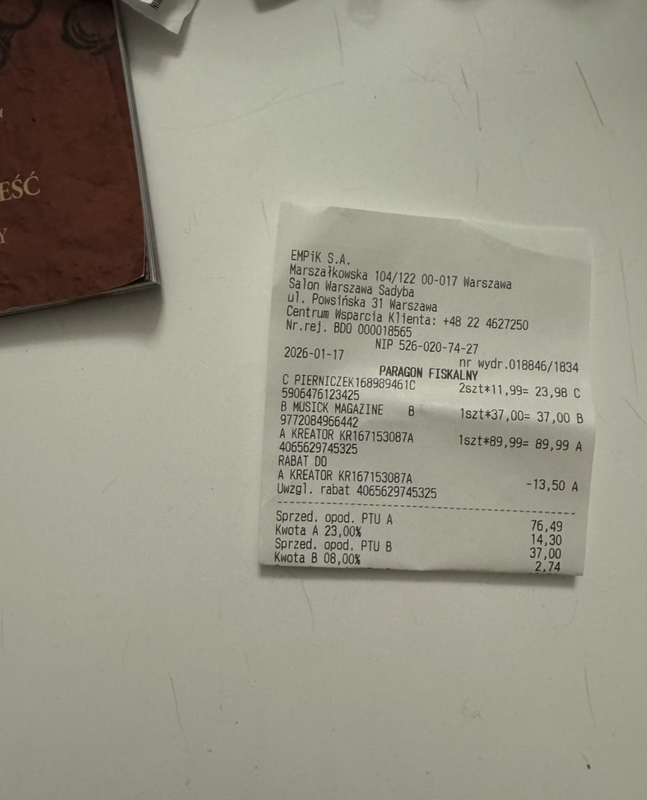 EŚĆ
Y
EMPiK S.A.
Marszałkowska 104/122 00-017 Warszawa
Salon Warszawa Sadyba
ul. Powsińska 31 Warszawa
Centrum Wsparcia Klienta: +48 22 4627250
Nr.rej. BDO 000018565
NIP 526-020-74-27
2026-01-17 nr wydr.018846/1834
PARAGON FISKALNY
C PIERNICZEK168989461C 2szt*11,99= 23,98 C
5906476123425
B MUSICK MAGAZINE B 1szt*37,00= 37,00 B
9772084966442
A KREATOR KR167153087A 1szt*89,99= 89,99 A
4065629745325
RABAT DO
A KREATOR KR167153087A -13,50 A
Uwzgl. rabat 4065629745325
Sprzed. opod. PTU A 76,49
Kwota A 23,00% 14,30
Sprzed. opod. PTU B 37,00
Kwota B 08,00% 2,74